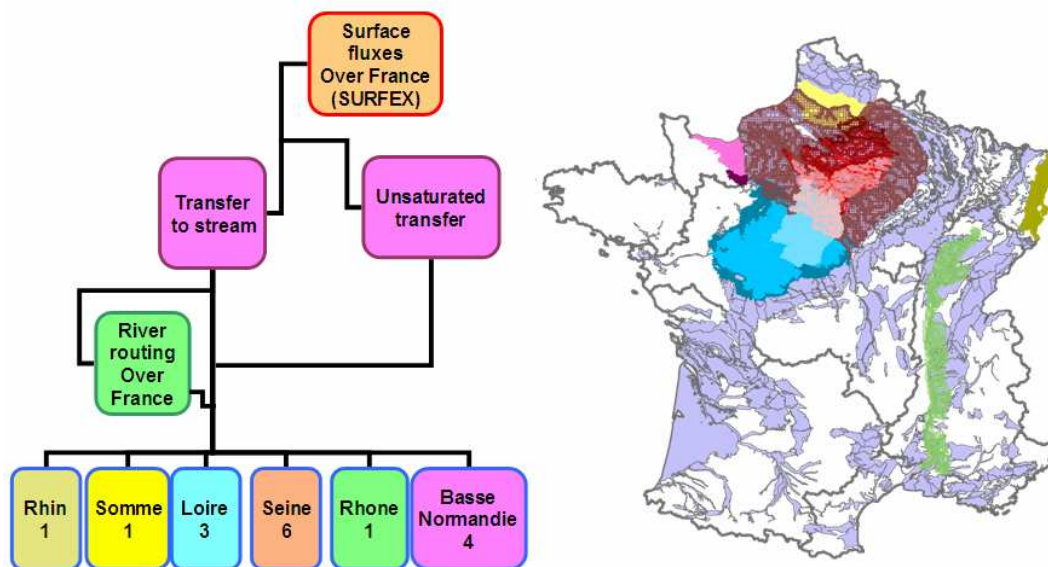 Surface
fluxes
Over France
(SURFEX)
Transfer
to stream
Unsaturated
transfer
River
routing
Over
France
Rhin
1
Somme
1
Loire
3
Seine
6
Rhone
1
Basse
Normandie
4